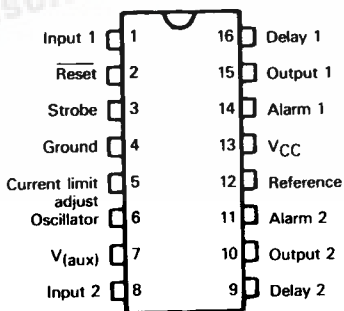 Input 1 1 16 Delay 1
Reset 2 15 Output 1
Strobe 3 14 Alarm 1
Ground 4 13 VCC
Current limit adjust 5 12 Reference
Oscillator 6 11 Alarm 2
V(aux) 7 10 Output 2
Input 2 8 9 Delay 2